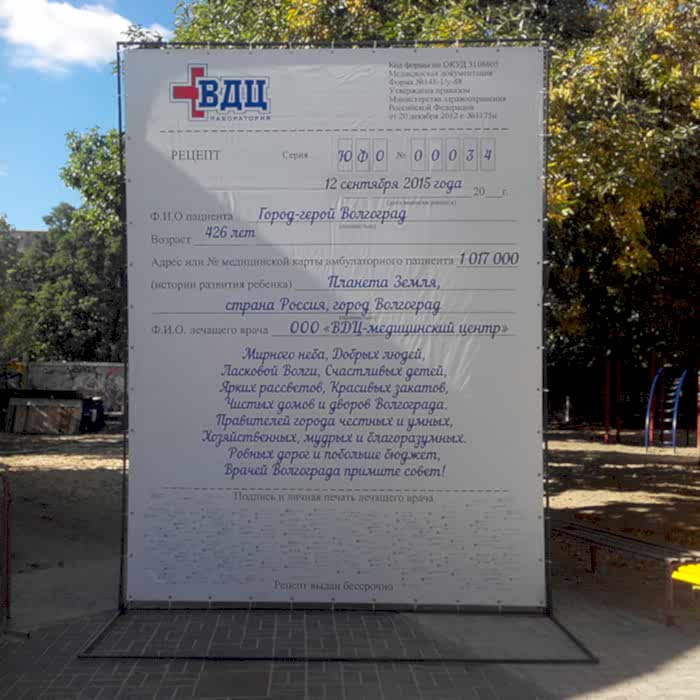 ВДЦ
ЛАБОРАТОРИЯ
Код формы по ОКУД 3108805
Медицинская документация
Форма №148-1/у-88
Утверждена приказом
Министерства здравоохранения
Российской Федерации
от 20 декабря 2012 г. №1175н
РЕЦЕПТ Серия ЮФО № 00034
12 сентября 2015 года 20 г.
(дата выписки рецепта)
Ф.И.О пациента Город-герой Волгоград
(полностью)
Возраст 426 лет
Адрес или № медицинской карты амбулаторного пациента 1 017 000
(истории развития ребенка) Планета Земля,
страна Россия, город Волгоград
Ф.И.О. лечащего врача ООО «ВДЦ-медицинский центр»
Мирного неба, Добрых людей,
Ласковой Волги, Счастливых детей,
Ярких рассветов, Красивых закатов,
Чистых домов и дворов Волгограда.
Правителей города честных и умных,
Хозяйственных, мудрых и благоразумных.
Ровных дорог и побольше бюджет,
Врачей Волгограда примите совет!
Подпись и личная печать лечащего врача
Рецепт выдан бессрочно